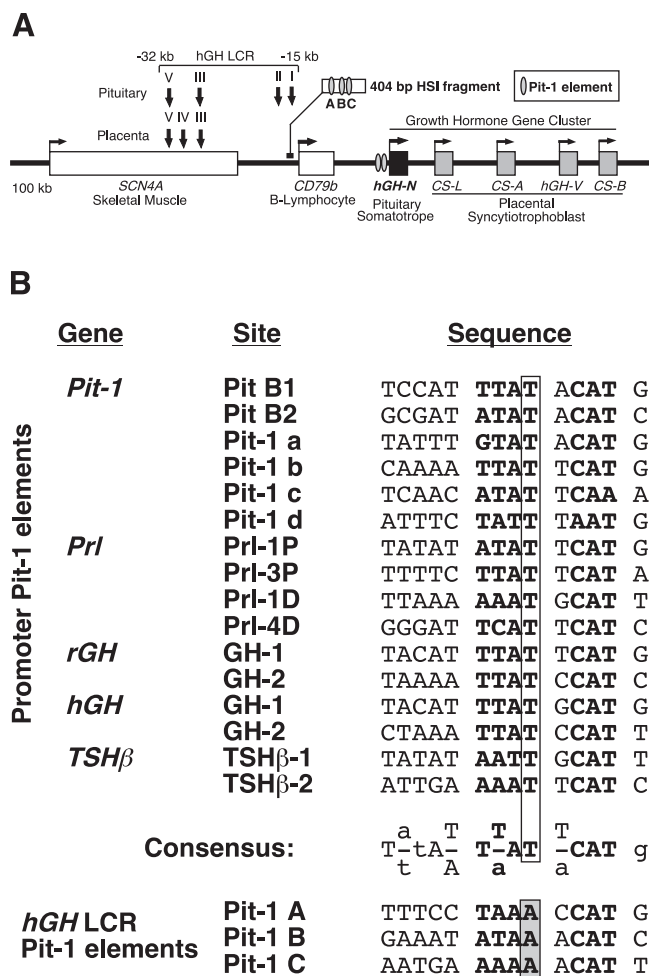 A
-32 kb hGH LCR -15 kb
V III II I
Pituitary
404 bp HSI fragment
Pit-1 element
A B C
V IV III
Placenta
Growth Hormone Gene Cluster
100 kb
SCN4A
Skeletal Muscle
CD79b
B-Lymphocyte
hGH-N
Pituitary
Somatotrope
CS-L CS-A hGH-V CS-B
Placental
Syncytiotrophoblast
B
Gene Site Sequence
Promoter Pit-1 elements
Pit-1 Pit B1 TCCAT TTAT ACAT G
Pit B2 GCGAT ATAT ACAT C
Pit-1 a TATTT GTAT ACAT G
Pit-1 b CAAAA TTAT TCAT G
Pit-1 c TCAAC ATAT TCAA A
Pit-1 d ATTTC TATT TAAT G
Prl Prl-1P TATAT ATAT TCAT G
Prl-3P TTTTC TTAT TCAT A
Prl-1D TTAAA AAAT GCAT T
Prl-4D GGGAT TCAT TCAT C
rGH GH-1 TACAT TTAT TCAT G
GH-2 TAAAA TTAT CCAT C
hGH GH-1 TACAT TTAT TCAT G
GH-2 CTAAA TTAT CCAT T
TSHβ TSHβ-1 TATAT AATT GCAT T
TSHβ-2 ATTGA AAAT TCAT C
a T T T
Consensus: T-tA- T-AT -CAT g
t A a a
hGH LCR
Pit-1 elements
Pit-1 A TTTCC TAAA CCAT G
Pit-1 B GAAAT ATAA ACAT C
Pit-1 C AATGA AAAA ACAT T